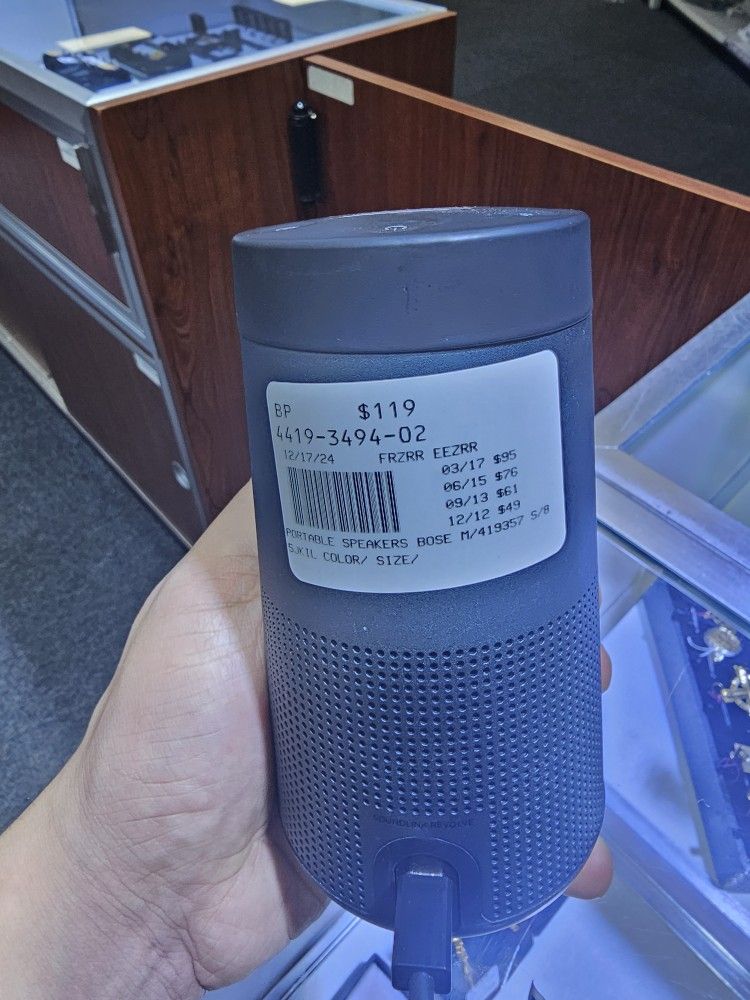 BP $119
4419-3494-02
12/17/24 FRZRR EEZRR
03/17 $95
06/15 $76
09/13 $61
12/12 $49
PORTABLE SPEAKERS BOSE M/419357 S/8
5JKIL COLOR/ SIZE/
SOUNDLINK REVOLVE